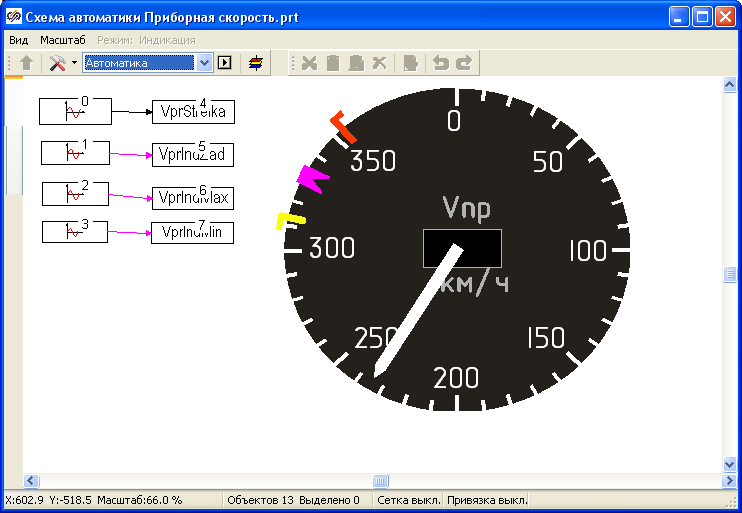 Схема автоматики Приборная скорость.prt
Вид Масштаб Режим: Индикация
Автоматика
0 4
VprStrelka
1 5
VprIndZad
2 6
VprIndMax
3 7
VprIndMin
0
350 50
Vпр
300 100
км/ч
250 150
200
X:602.9 Y:-518.5 Масштаб:66.0 % Объектов 13 Выделено 0 Сетка выкл. Привязка выкл.